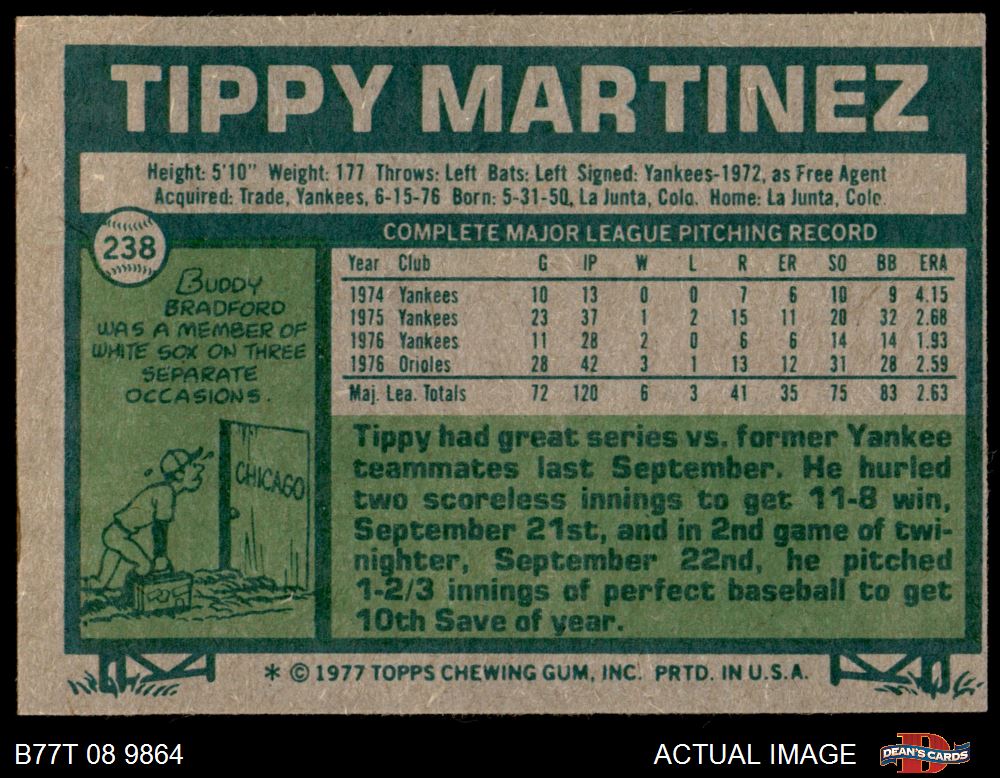 TIPPY MARTINEZ
Height: 5'10" Weight: 177 Throws: Left Bats: Left Signed: Yankees-1972, as Free Agent
Acquired: Trade, Yankees, 6-15-76 Born: 5-31-50, La Junta, Colo. Home: La Junta, Colo.
238
BUDDY
BRADFORD
WAS A MEMBER OF
WHITE SOX ON THREE
SEPARATE
OCCASIONS.
CHICAGO
COMPLETE MAJOR LEAGUE PITCHING RECORD
Year Club G IP W L R ER SO BB ERA
1974 Yankees 10 13 0 0 7 6 10 9 4.15
1975 Yankees 23 37 1 2 15 11 20 32 2.68
1976 Yankees 11 28 2 0 6 6 14 14 1.93
1976 Orioles 28 42 3 1 13 12 31 28 2.59
Maj. Lea. Totals 72 120 6 3 41 35 75 83 2.63
Tippy had great series vs. former Yankee
teammates last September. He hurled
two scoreless innings to get 11-8 win,
September 21st, and in 2nd game of twi-
nighter, September 22nd, he pitched
1-2/3 innings of perfect baseball to get
10th Save of year.
* © 1977 TOPPS CHEWING GUM, INC. PRTD. IN U.S.A.
B77T 08 9864
ACTUAL IMAGE
DEAN'S CARDS